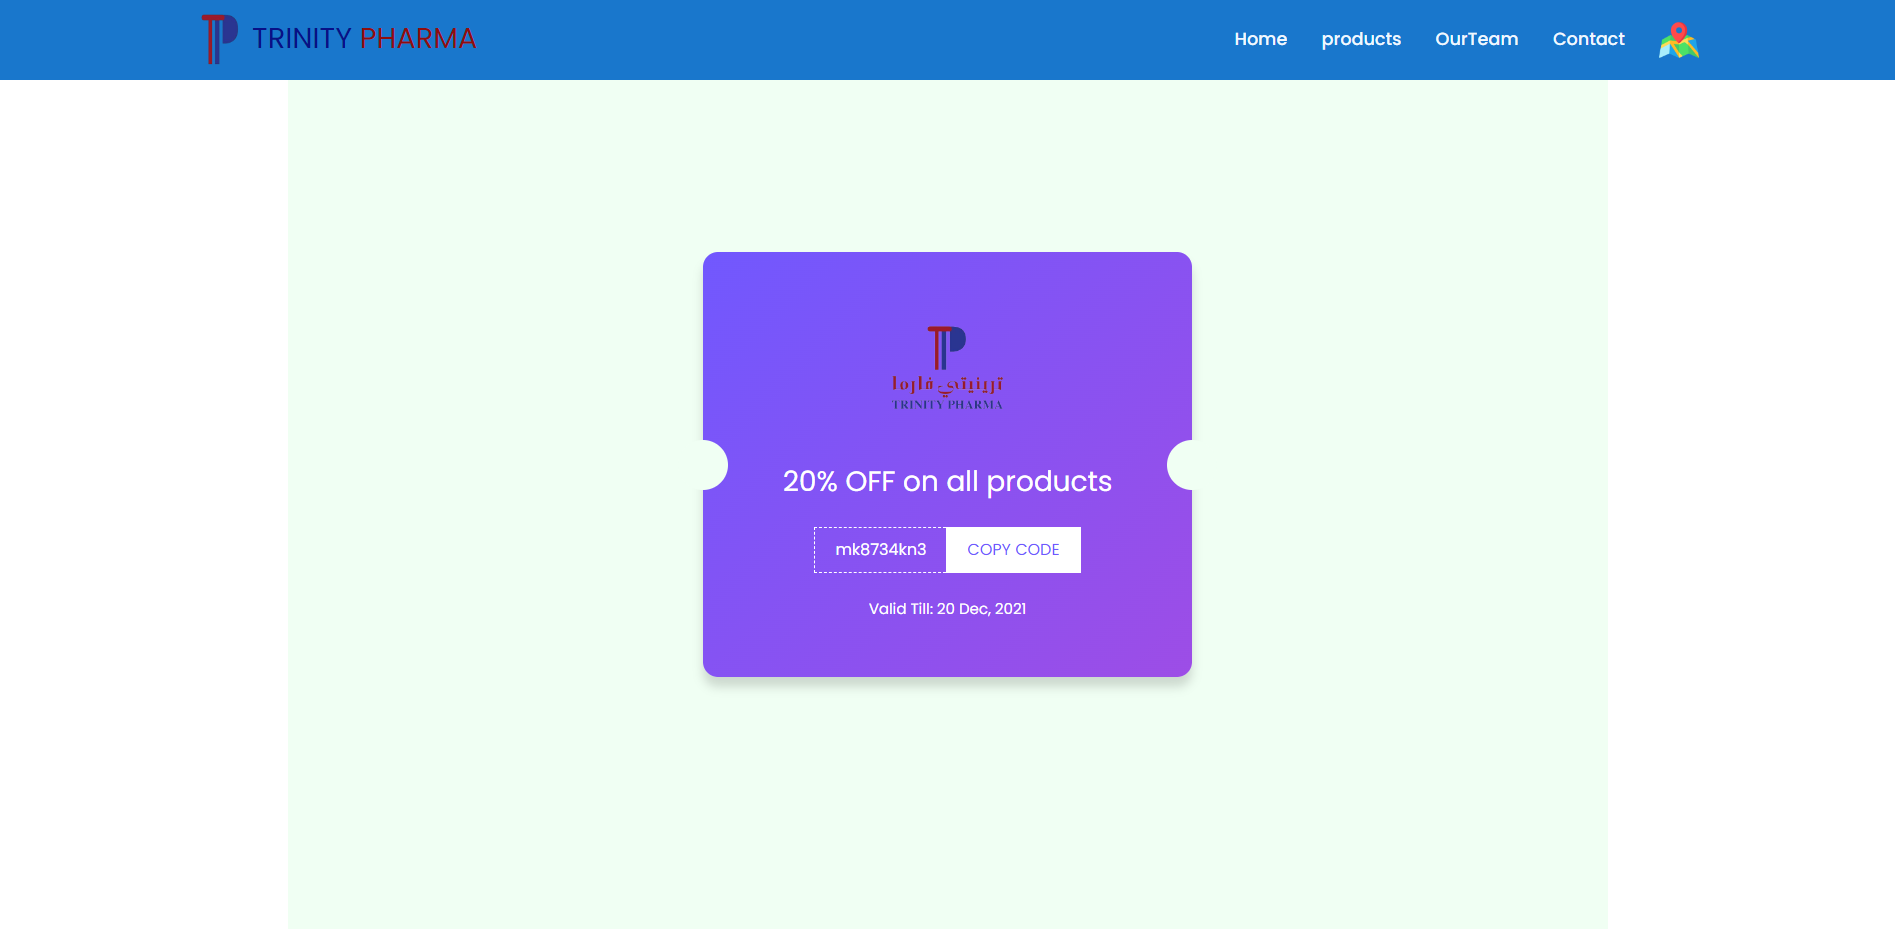 TRINITY PHARMA
Home
products
OurTeam
Contact
ترينيتي فارما
TRINITY PHARMA
20% OFF on all products
mk8734kn3
COPY CODE
Valid Till: 20 Dec, 2021